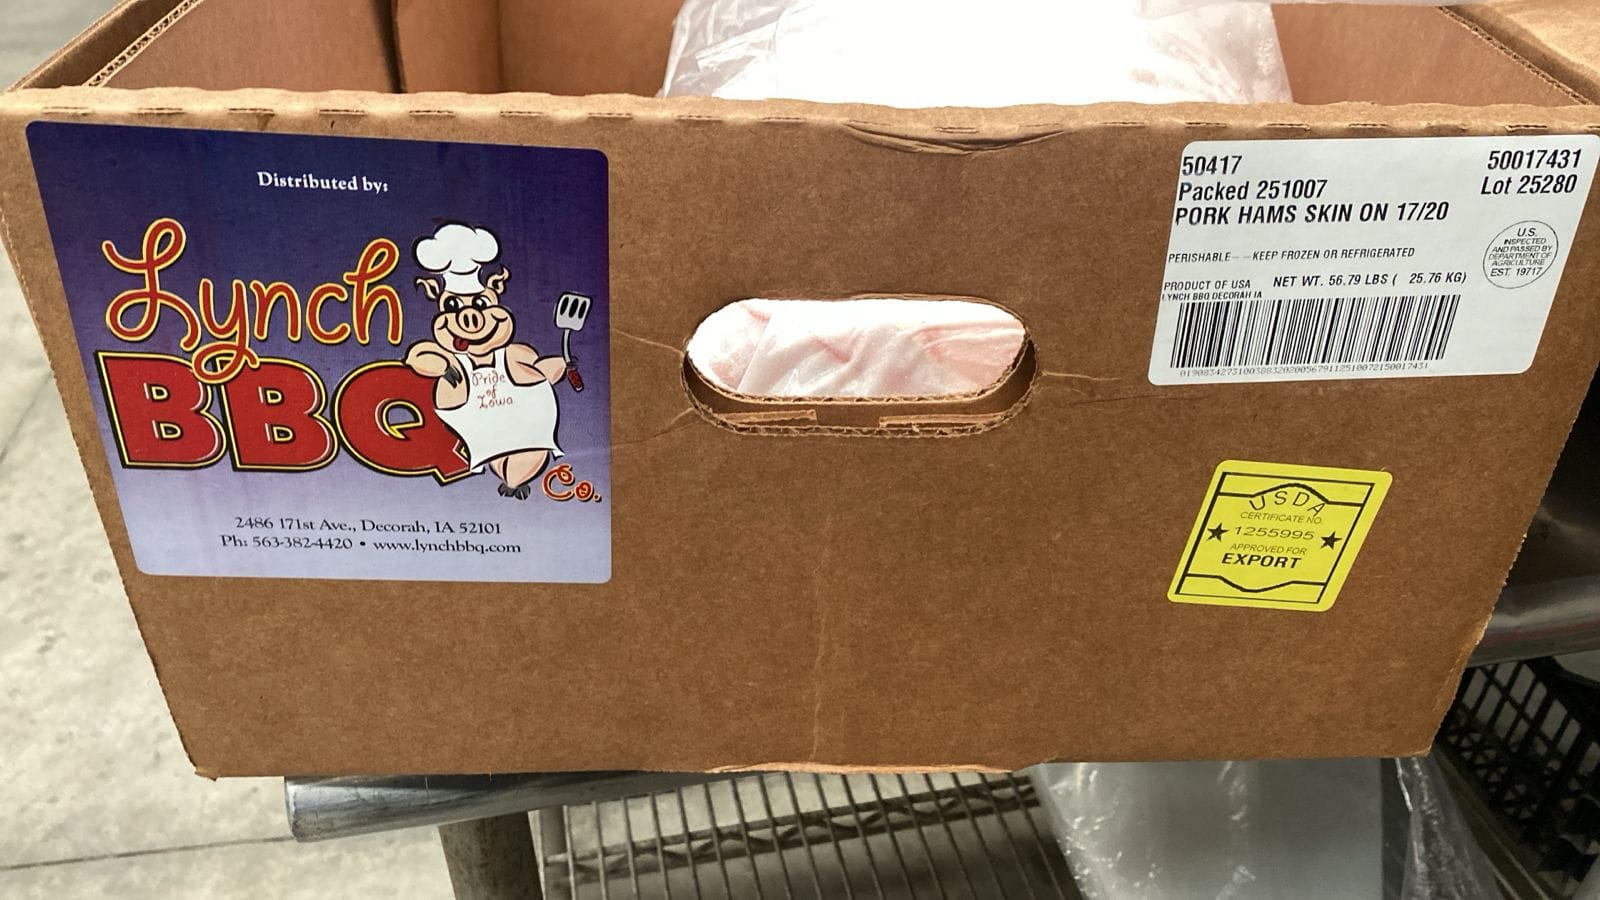 Distributed by:
Lynch
BBQ
Co.
Pride
of
Iowa
2486 171st Ave., Decorah, IA 52101
Ph: 563-382-4420 • www.lynchbbq.com
50417
50017431
Packed 251007
Lot 25280
PORK HAMS SKIN ON 17/20
PERISHABLE--KEEP FROZEN OR REFRIGERATED
PRODUCT OF USA NET WT. 56.79 LBS ( 25.76 KG)
LYNCH BBQ DECORAH IA
U.S.
INSPECTED
AND PASSED BY
DEPARTMENT OF
AGRICULTURE
EST. 19717
USDA
CERTIFICATE NO.
1255995
APPROVED FOR
EXPORT